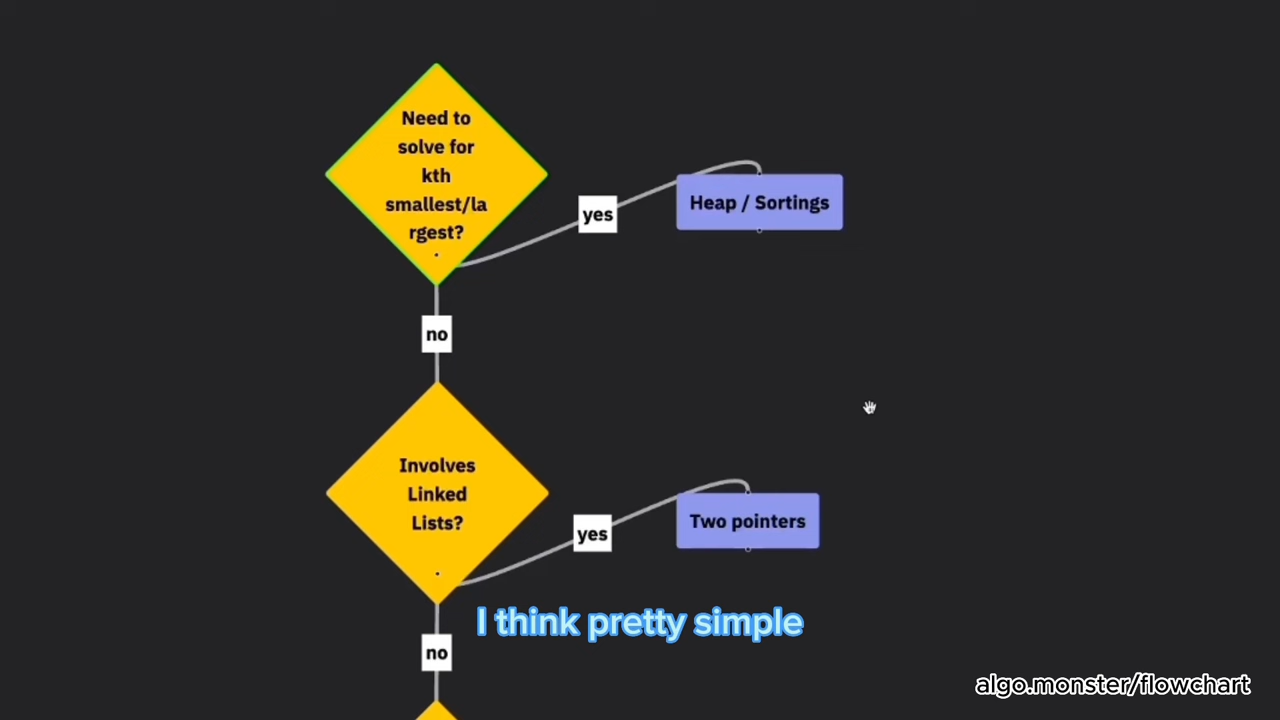 Need to
solve for
kth
smallest/la
rgest?
yes
Heap / Sortings
no
Involves
Linked
Lists?
yes
Two pointers
I think pretty simple
no
algo.monster/flowchart